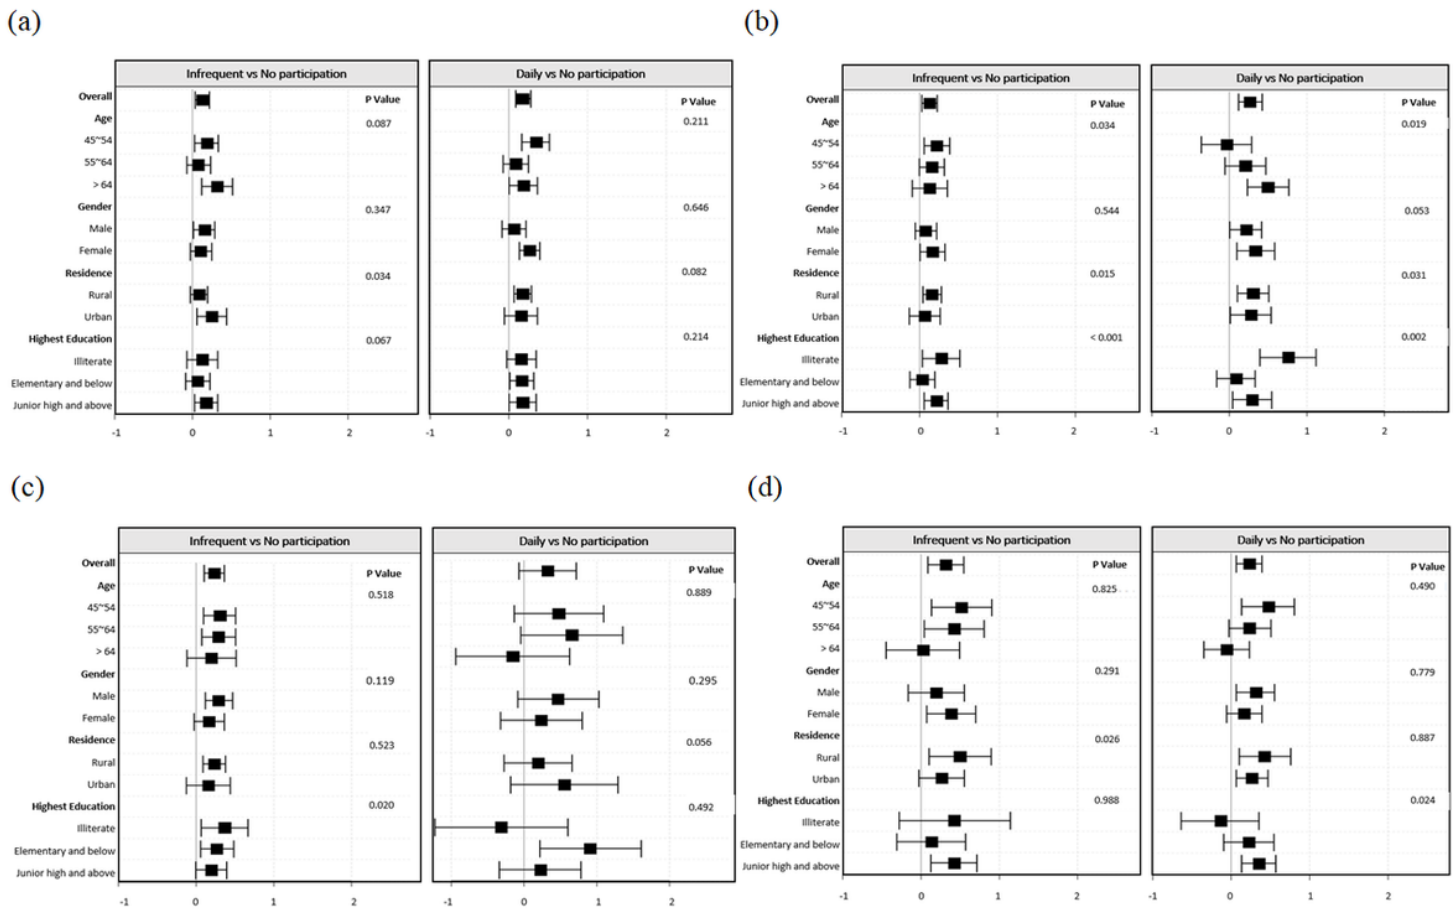 (a)
Infrequent vs No participation
Daily vs No participation
Overall
P Value
P Value
Age
0.087
0.211
45~54
55~64
> 64
Gender
0.347
0.646
Male
Female
Residence
0.034
0.082
Rural
Urban
Highest Education
0.067
0.214
Illiterate
Elementary and below
Junior high and above
-1 0 1 2
-1 0 1 2
(b)
Infrequent vs No participation
Daily vs No participation
Overall
P Value
P Value
Age
0.034
0.019
45~54
55~64
> 64
Gender
0.544
0.053
Male
Female
Residence
0.015
0.031
Rural
Urban
Highest Education
< 0.001
0.002
Illiterate
Elementary and below
Junior high and above
-1 0 1 2
-1 0 1 2
(c)
Infrequent vs No participation
Daily vs No participation
Overall
P Value
P Value
Age
0.518
0.889
45~54
55~64
> 64
Gender
0.119
0.295
Male
Female
Residence
0.523
0.056
Rural
Urban
Highest Education
0.020
0.492
Illiterate
Elementary and below
Junior high and above
-1 0 1 2
-1 0 1 2
(d)
Infrequent vs No participation
Daily vs No participation
Overall
P Value
P Value
Age
0.825
0.490
45~54
55~64
> 64
Gender
0.291
0.779
Male
Female
Residence
0.026
0.887
Rural
Urban
Highest Education
0.988
0.024
Illiterate
Elementary and below
Junior high and above
-1 0 1 2
-1 0 1 2